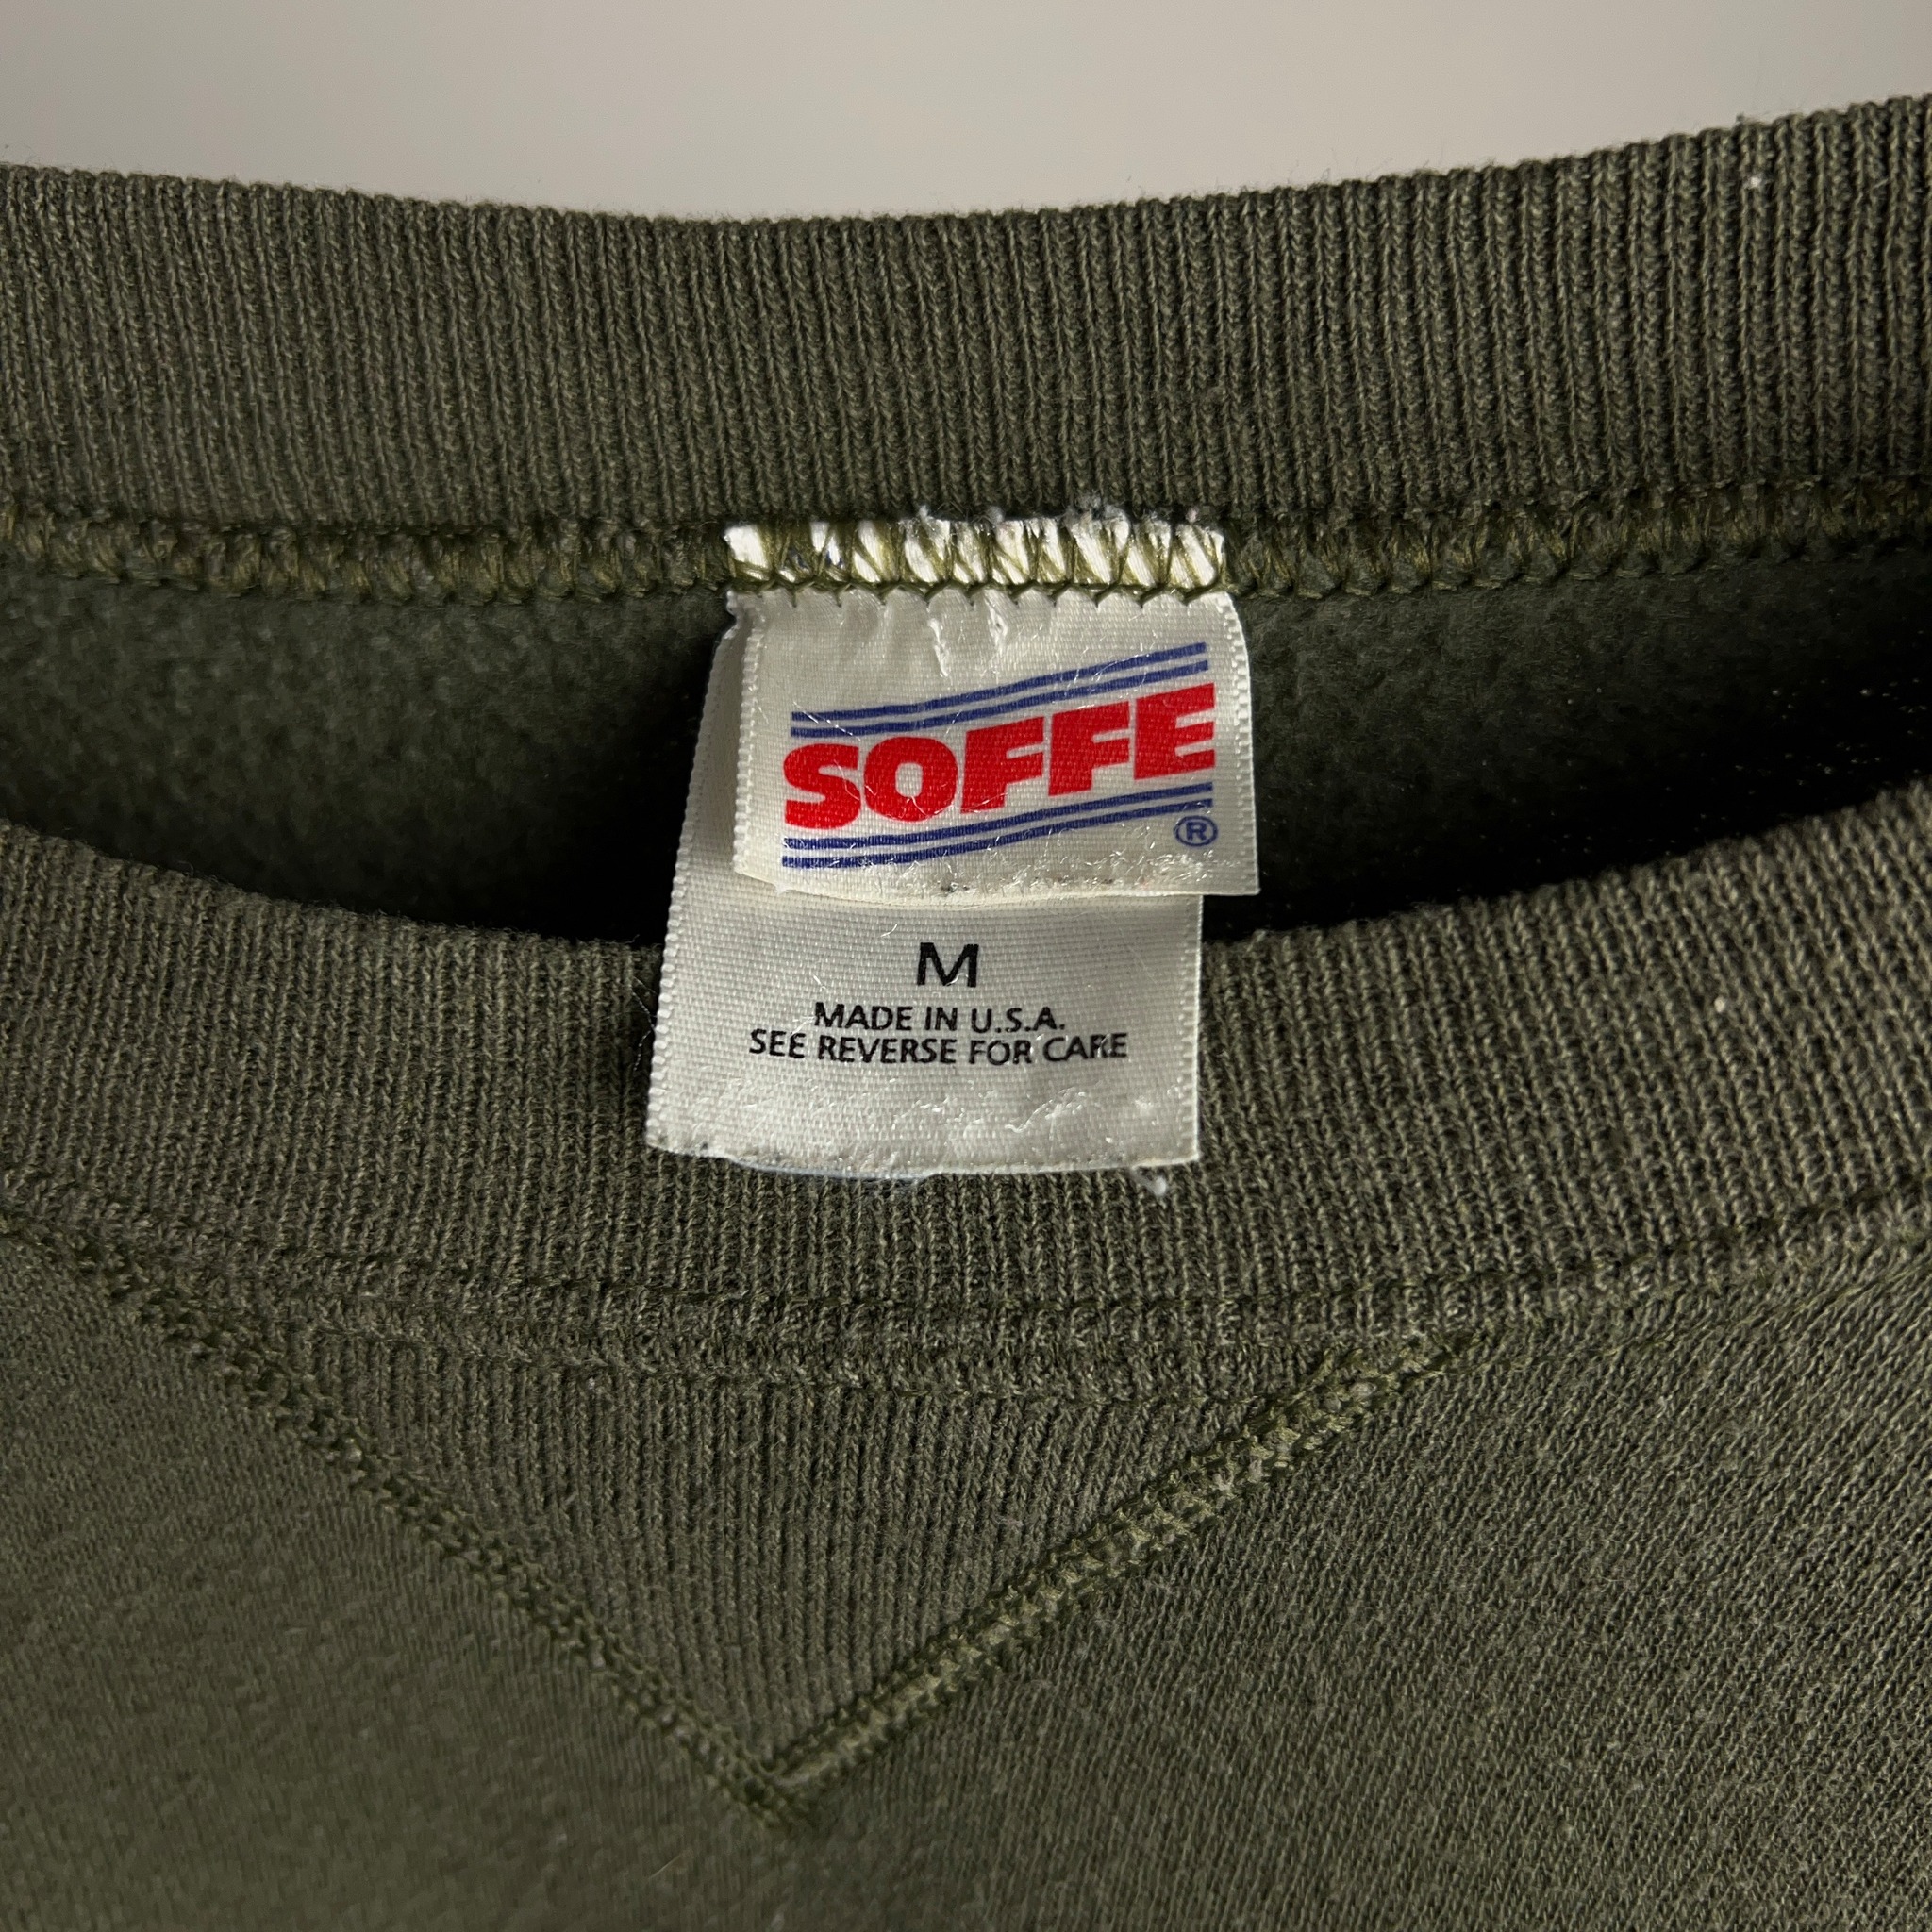 SOFFE
®
M
MADE IN U.S.A.
SEE REVERSE FOR CARE